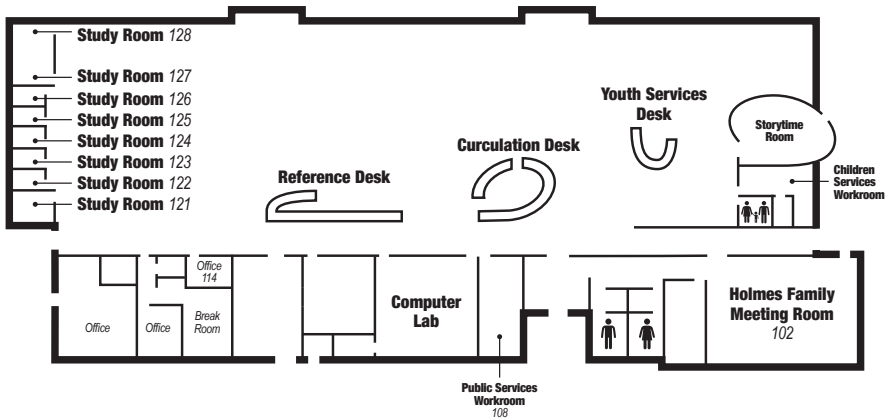 Study Room 128
Study Room 127
Study Room 126
Study Room 125
Study Room 124
Study Room 123
Study Room 122
Study Room 121
Reference Desk
Curculation Desk
Youth Services
Desk
Storytime
Room
Children
Services
Workroom
Office
114
Office
Office
Break
Room
Computer
Lab
Public Services
Workroom
108
Holmes Family
Meeting Room
102